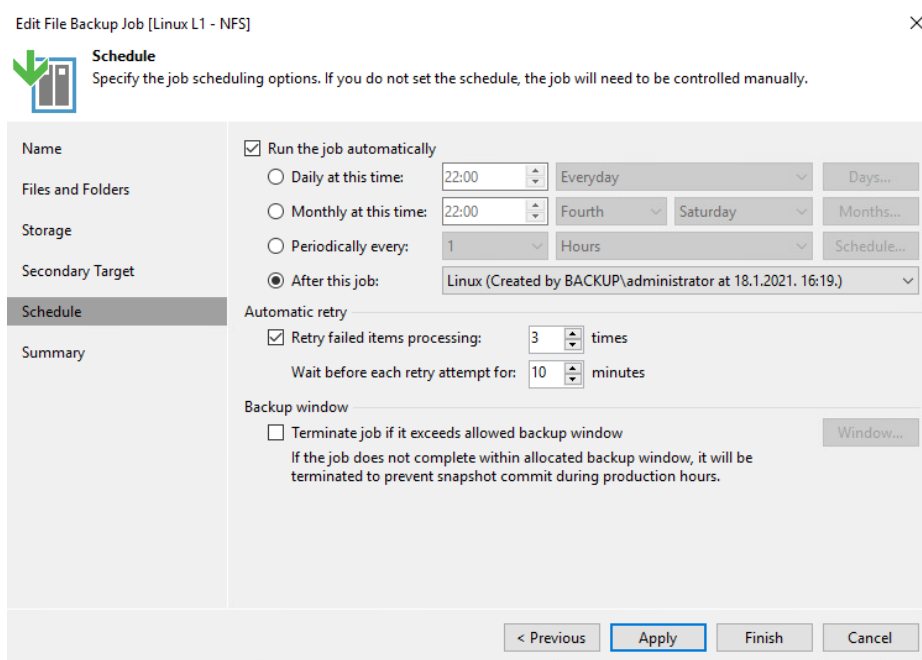 Edit File Backup Job [Linux L1 - NFS]
Schedule
Specify the job scheduling options. If you do not set the schedule, the job will need to be controlled manually.
Name
Files and Folders
Storage
Secondary Target
Schedule
Summary
Run the job automatically
Daily at this time: 22:00 Everyday Days...
Monthly at this time: 22:00 Fourth Saturday Months...
Periodically every: 1 Hours Schedule...
After this job: Linux (Created by BACKUP\administrator at 18.1.2021. 16:19.)
Automatic retry
Retry failed items processing: 3 times
Wait before each retry attempt for: 10 minutes
Backup window
Terminate job if it exceeds allowed backup window Window...
If the job does not complete within allocated backup window, it will be
terminated to prevent snapshot commit during production hours.
< Previous Apply Finish Cancel